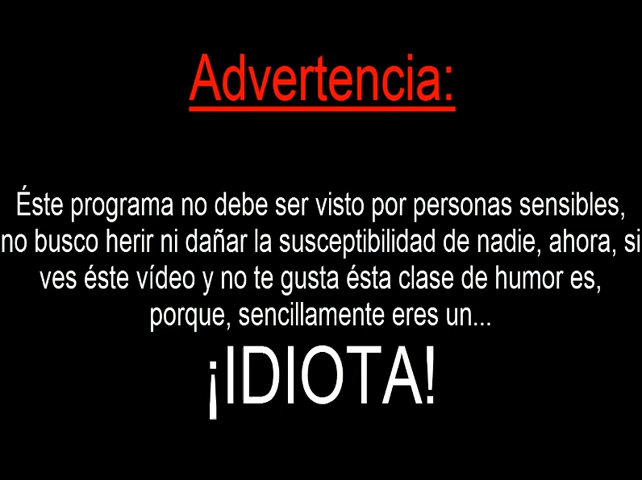 Advertencia:
Éste programa no debe ser visto por personas sensibles,
no busco herir ni dañar la susceptibilidad de nadie, ahora, si
ves éste vídeo y no te gusta ésta clase de humor es,
porque, sencillamente eres un...
¡IDIOTA!